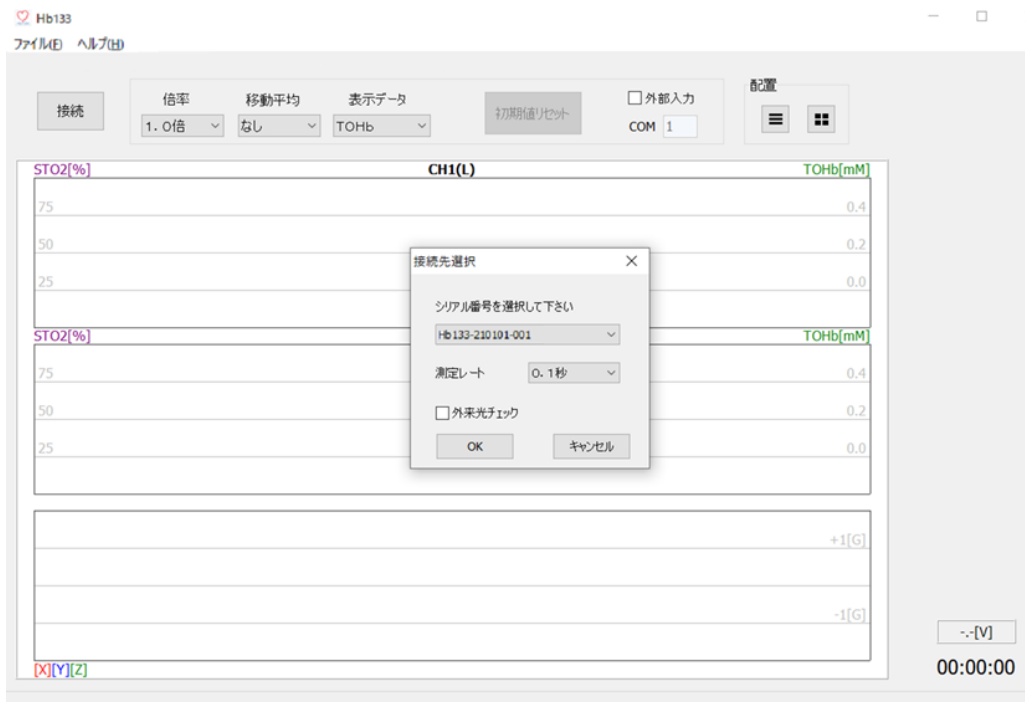 Hb133
ファイル(F) ヘルプ(H)
接続
倍率
移動平均
表示データ
1.0倍
なし
TOHb
初期値リセット
外部入力
COM 1
配置
STO2[%] CH1(L) TOHb[mM]
75 0.4
50 0.2
25 0.0
STO2[%] TOHb[mM]
75 0.4
50 0.2
25 0.0
+1[G]
-1[G]
[X][Y][Z]
接続先選択
シリアル番号を選択して下さい
Hb133-210101-001
測定レート 0.1秒
外来光チェック
OK キャンセル
-.-[V]
00:00:00